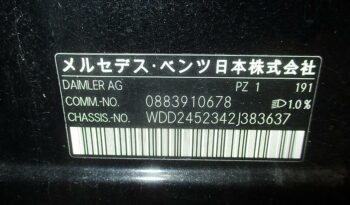 メルセデス・ベンツ日本株式会社
DAIMLER AG PZ 1 191
COMM.-NO. 0883910678 1.0%
CHASSIS.-NO. WDD2452342J383637